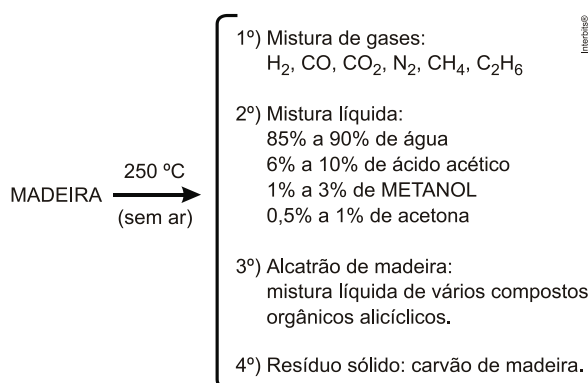 1º) Mistura de gases:
H₂, CO, CO₂, N₂, CH₄, C₂H₆
2º) Mistura líquida:
85% a 90% de água
6% a 10% de ácido acético
1% a 3% de METANOL
0,5% a 1% de acetona
MADEIRA
250 ºC
(sem ar)
3º) Alcatrão de madeira:
mistura líquida de vários compostos
orgânicos alicíclicos.
4º) Resíduo sólido: carvão de madeira.
Interbits®